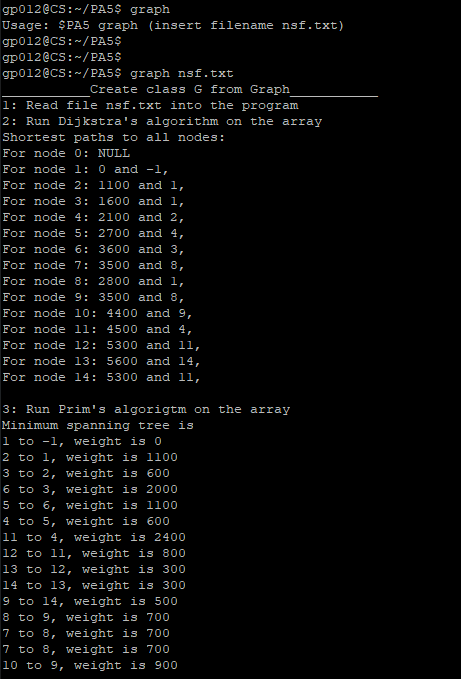 gp012@CS:~/PA5$ graph
Usage: $PA5 graph (insert filename nsf.txt)
gp012@CS:~/PA5$
gp012@CS:~/PA5$
gp012@CS:~/PA5$ graph nsf.txt
___________Create class G from Graph___________
1: Read file nsf.txt into the program
2: Run Dijkstra's algorithm on the array
Shortest paths to all nodes:
For node 0: NULL
For node 1: 0 and -1,
For node 2: 1100 and 1,
For node 3: 1600 and 1,
For node 4: 2100 and 2,
For node 5: 2700 and 4,
For node 6: 3600 and 3,
For node 7: 3500 and 8,
For node 8: 2800 and 1,
For node 9: 3500 and 8,
For node 10: 4400 and 9,
For node 11: 4500 and 4,
For node 12: 5300 and 11,
For node 13: 5600 and 14,
For node 14: 5300 and 11,
3: Run Prim's algorigtm on the array
Minimum spanning tree is
1 to -1, weight is 0
2 to 1, weight is 1100
3 to 2, weight is 600
6 to 3, weight is 2000
5 to 6, weight is 1100
4 to 5, weight is 600
11 to 4, weight is 2400
12 to 11, weight is 800
13 to 12, weight is 300
14 to 13, weight is 300
9 to 14, weight is 500
8 to 9, weight is 700
7 to 8, weight is 700
7 to 8, weight is 700
10 to 9, weight is 900